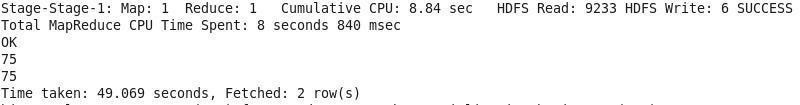 Stage-Stage-1: Map: 1  Reduce: 1   Cumulative CPU: 8.84 sec   HDFS Read: 9233 HDFS Write: 6 SUCCESS
Total MapReduce CPU Time Spent: 8 seconds 840 msec
OK
75
75
Time taken: 49.069 seconds, Fetched: 2 row(s)